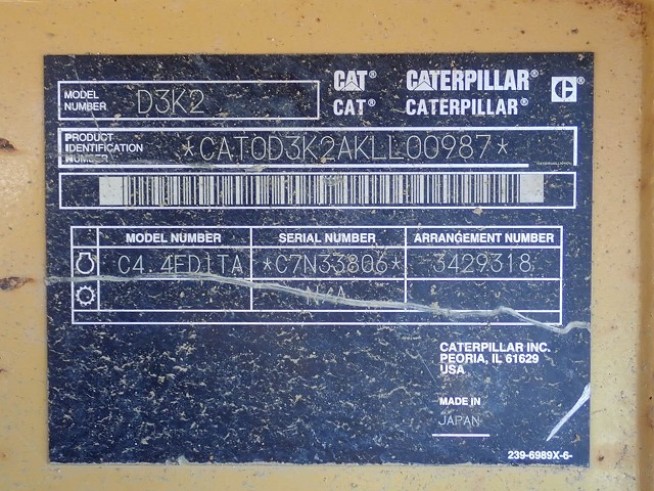 MODEL NUMBER D3K2
CAT® CATERPILLAR®
CAT® CATERPILLAR®
PRODUCT IDENTIFICATION NUMBER *CAT0D3K2AKLL00987*
MODEL NUMBER SERIAL NUMBER ARRANGEMENT NUMBER
C4.4FDITA *C7N33806* 3429318
N/A
CATERPILLAR INC.
PEORIA, IL 61629
USA
MADE IN
JAPAN
239-6989X-6-